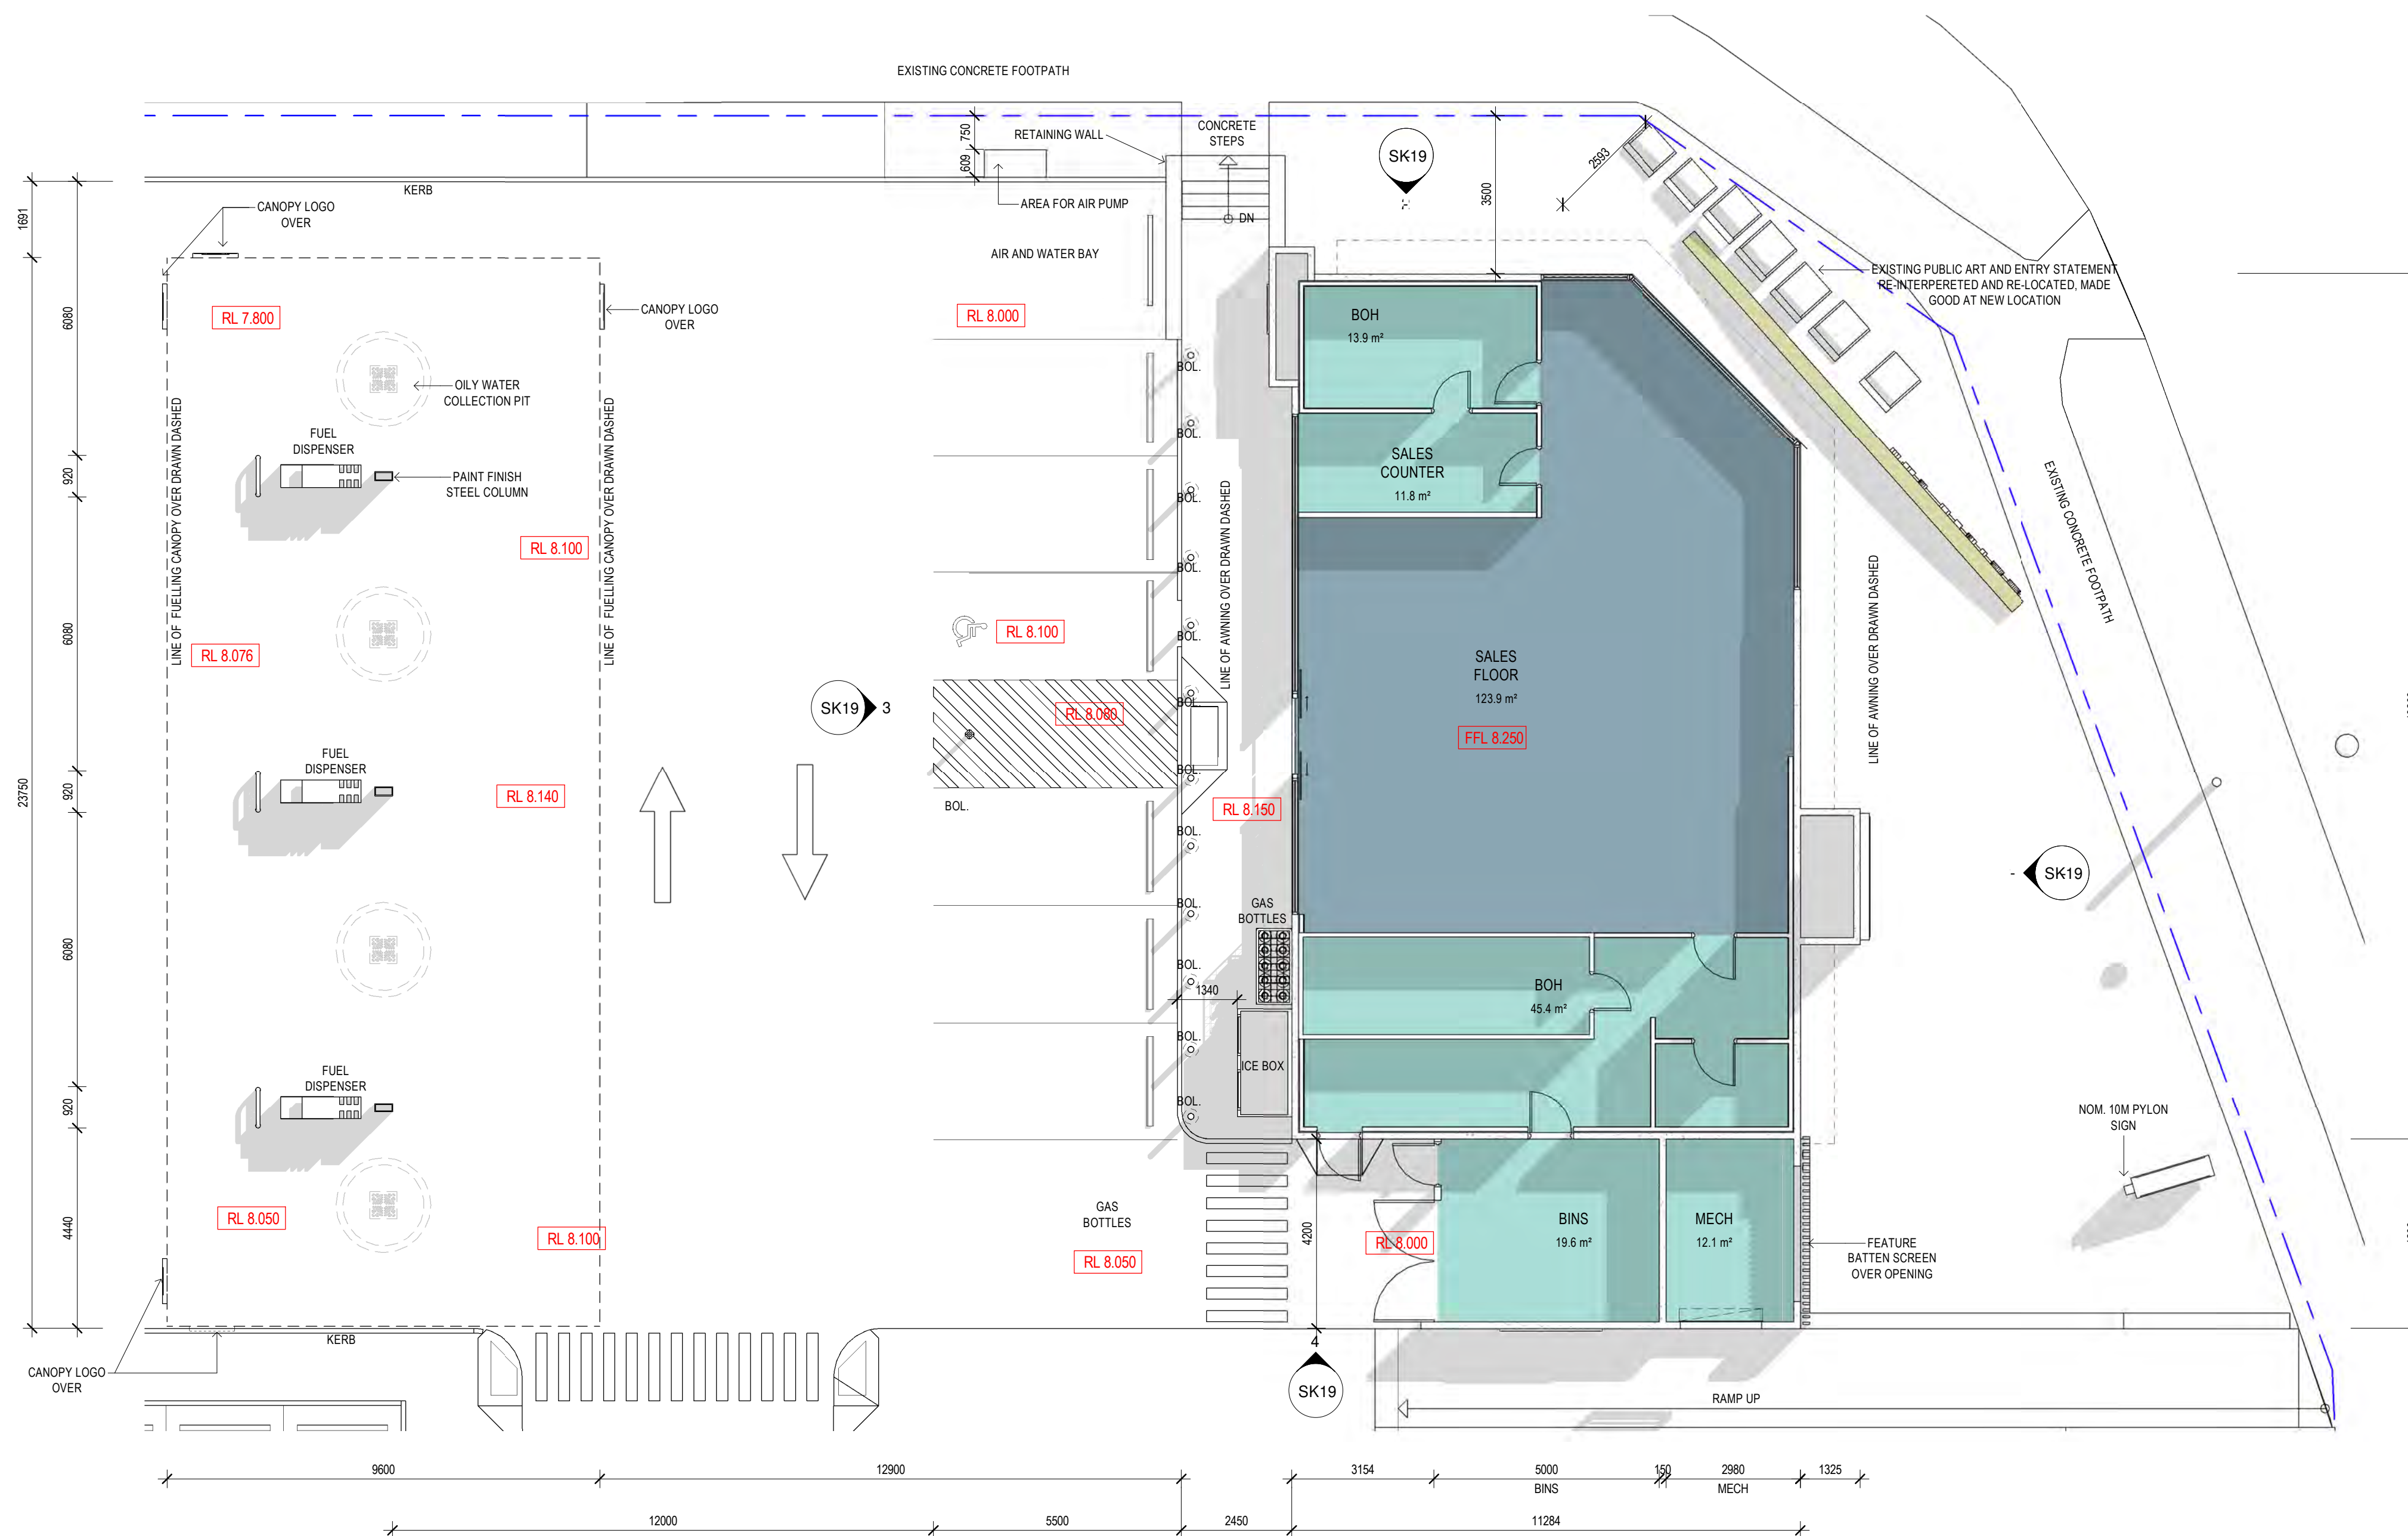 EXISTING CONCRETE FOOTPATH
750
609
RETAINING WALL
CONCRETE
STEPS
SK19
3500
2593
KERB
AREA FOR AIR PUMP
DN
1691
CANOPY LOGO
OVER
AIR AND WATER BAY
EXISTING PUBLIC ART AND ENTRY STATEMENT
RE-INTERPERETED AND RE-LOCATED, MADE
GOOD AT NEW LOCATION
RL 7.800
CANOPY LOGO
OVER
RL 8.000
BOH
13.9 m²
6080
BOL.
OILY WATER
COLLECTION PIT
LINE OF FUELLING CANOPY OVER DRAWN DASHED
LINE OF FUELLING CANOPY OVER DRAWN DASHED
FUEL
DISPENSER
BOL.
SALES
COUNTER
11.8 m²
920
PAINT FINISH
STEEL COLUMN
BOL.
LINE OF AWNING OVER DRAWN DASHED
EXISTING CONCRETE FOOTPATH
RL 8.100
BOL.
LINE OF AWNING OVER DRAWN DASHED
6080
RL 8.100
BOL.
RL 8.076
SALES
FLOOR
123.9 m²
SK19
3
RL 8.080
BOL.
FFL 8.250
FUEL
DISPENSER
BOL.
23750
920
RL 8.140
BOL.
RL 8.150
BOL.
-
SK19
GAS
BOTTLES
BOL.
6080
BOL.
1340
BOH
45.4 m²
BOL.
ICE BOX
FUEL
DISPENSER
920
BOL.
NOM. 10M PYLON
SIGN
4440
RL 8.050
RL 8.100
GAS
BOTTLES
RL 8.050
4200
RL 8.000
BINS
19.6 m²
MECH
12.1 m²
FEATURE
BATTEN SCREEN
OVER OPENING
KERB
4
SK19
CANOPY LOGO
OVER
RAMP UP
9600
12900
3154
5000
BINS
150
2980
MECH
1325
12000
5500
2450
11284